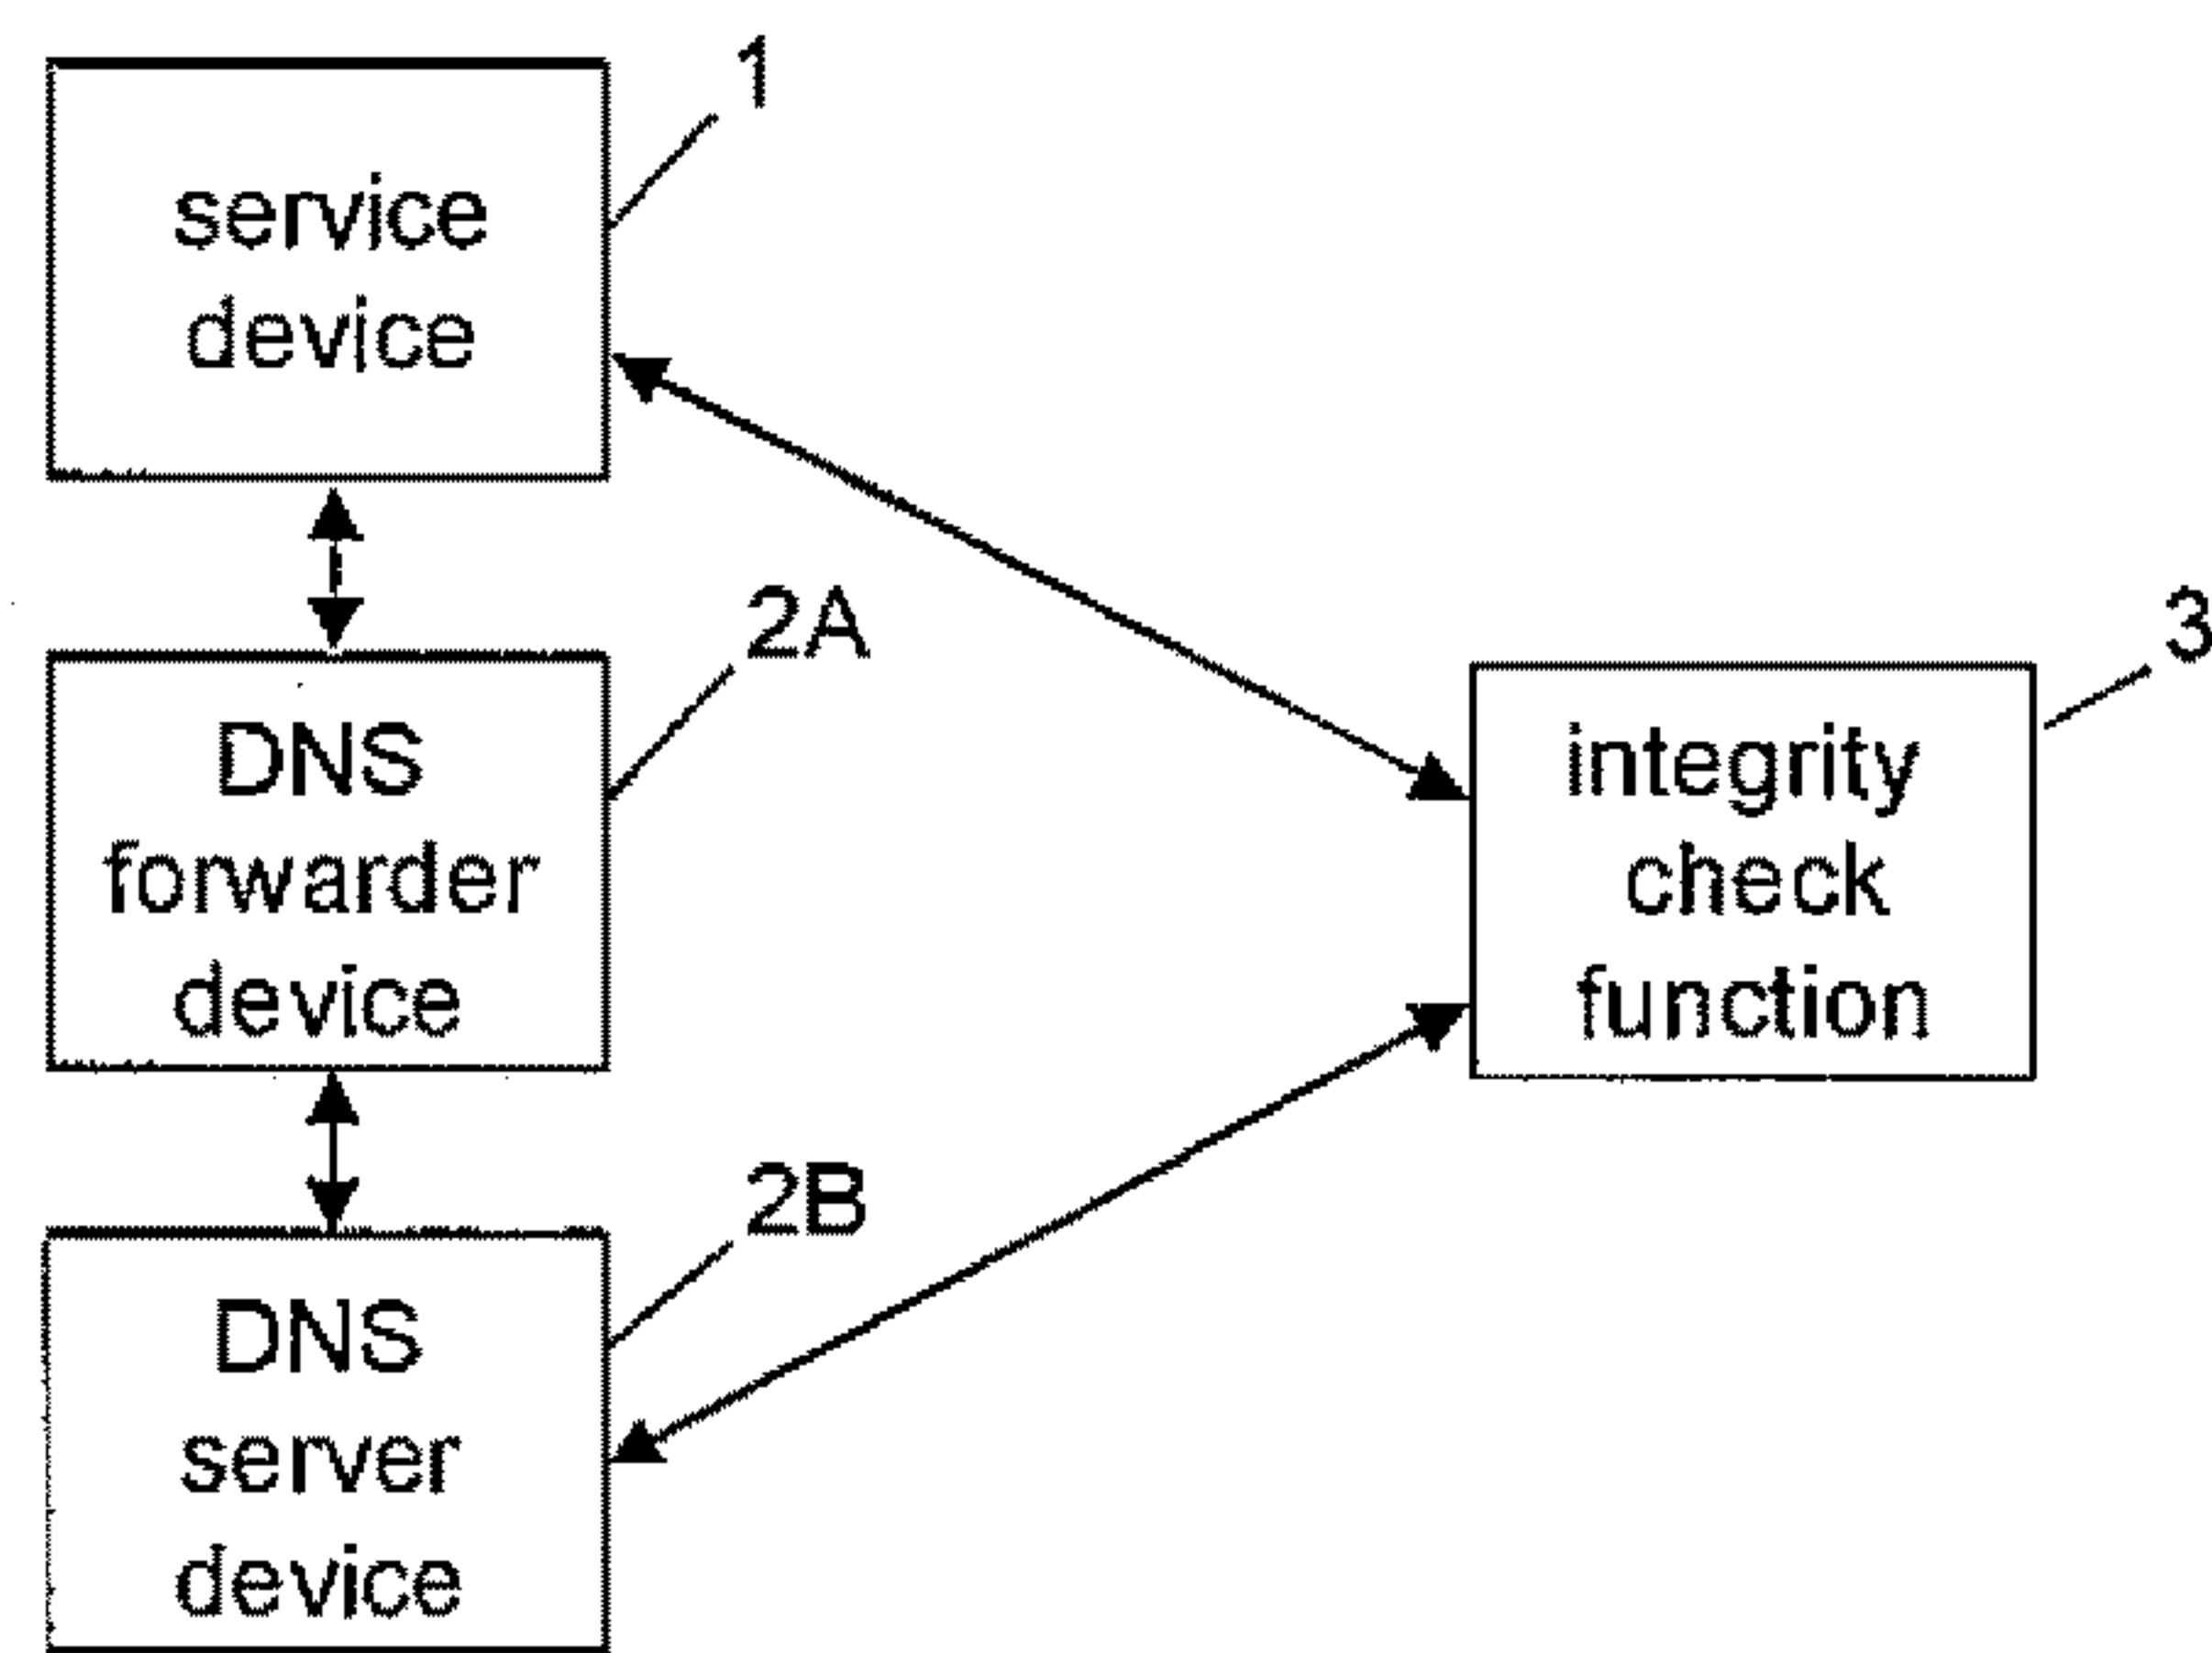 1
service
device
2A
DNS
forwarder
device
3
integrity
check
function
2B
DNS
server
device